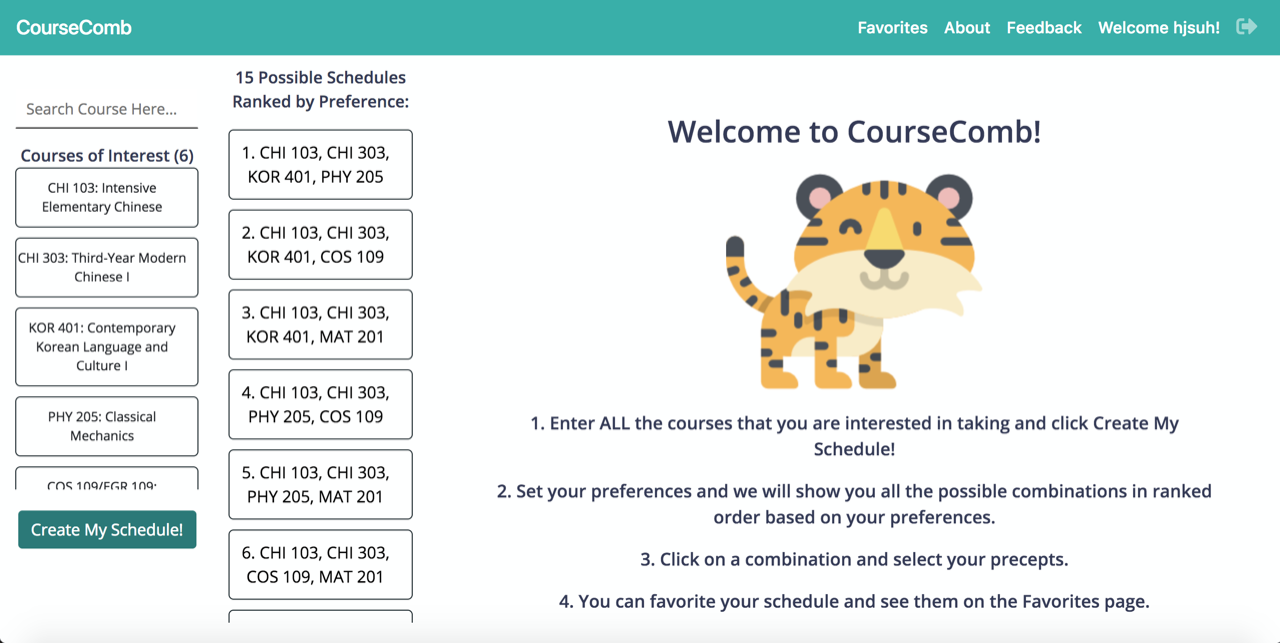 CourseComb
Favorites About Feedback Welcome hjsuh!
Search Course Here...
Courses of Interest (6)
CHI 103: Intensive
Elementary Chinese
CHI 303: Third-Year Modern
Chinese I
KOR 401: Contemporary
Korean Language and
Culture I
PHY 205: Classical
Mechanics
COS 109/EGR 109:
Create My Schedule!
15 Possible Schedules
Ranked by Preference:
1. CHI 103, CHI 303,
KOR 401, PHY 205
2. CHI 103, CHI 303,
KOR 401, COS 109
3. CHI 103, CHI 303,
KOR 401, MAT 201
4. CHI 103, CHI 303,
PHY 205, COS 109
5. CHI 103, CHI 303,
PHY 205, MAT 201
6. CHI 103, CHI 303,
COS 109, MAT 201
Welcome to CourseComb!
1. Enter ALL the courses that you are interested in taking and click Create My
Schedule!
2. Set your preferences and we will show you all the possible combinations in ranked
order based on your preferences.
3. Click on a combination and select your precepts.
4. You can favorite your schedule and see them on the Favorites page.